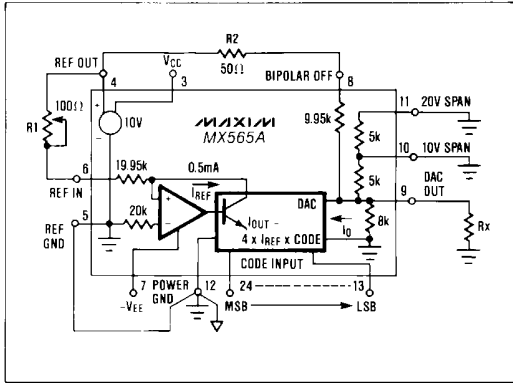 R2
50Ω
REF OUT
VCC
4
3
BIPOLAR OFF
8
11
20V SPAN
100Ω
R1
10V
MAXIM
MX565A
9.95k
5k
10
10V SPAN
5k
6
19.95k
0.5mA
REF IN
IREF
DAC
9
DAC OUT
5
20k
IOUT =
4 x IREF x CODE
IO
8k
RX
REF GND
CODE INPUT
7
-VEE
POWER GND
12
24
MSB
13
LSB